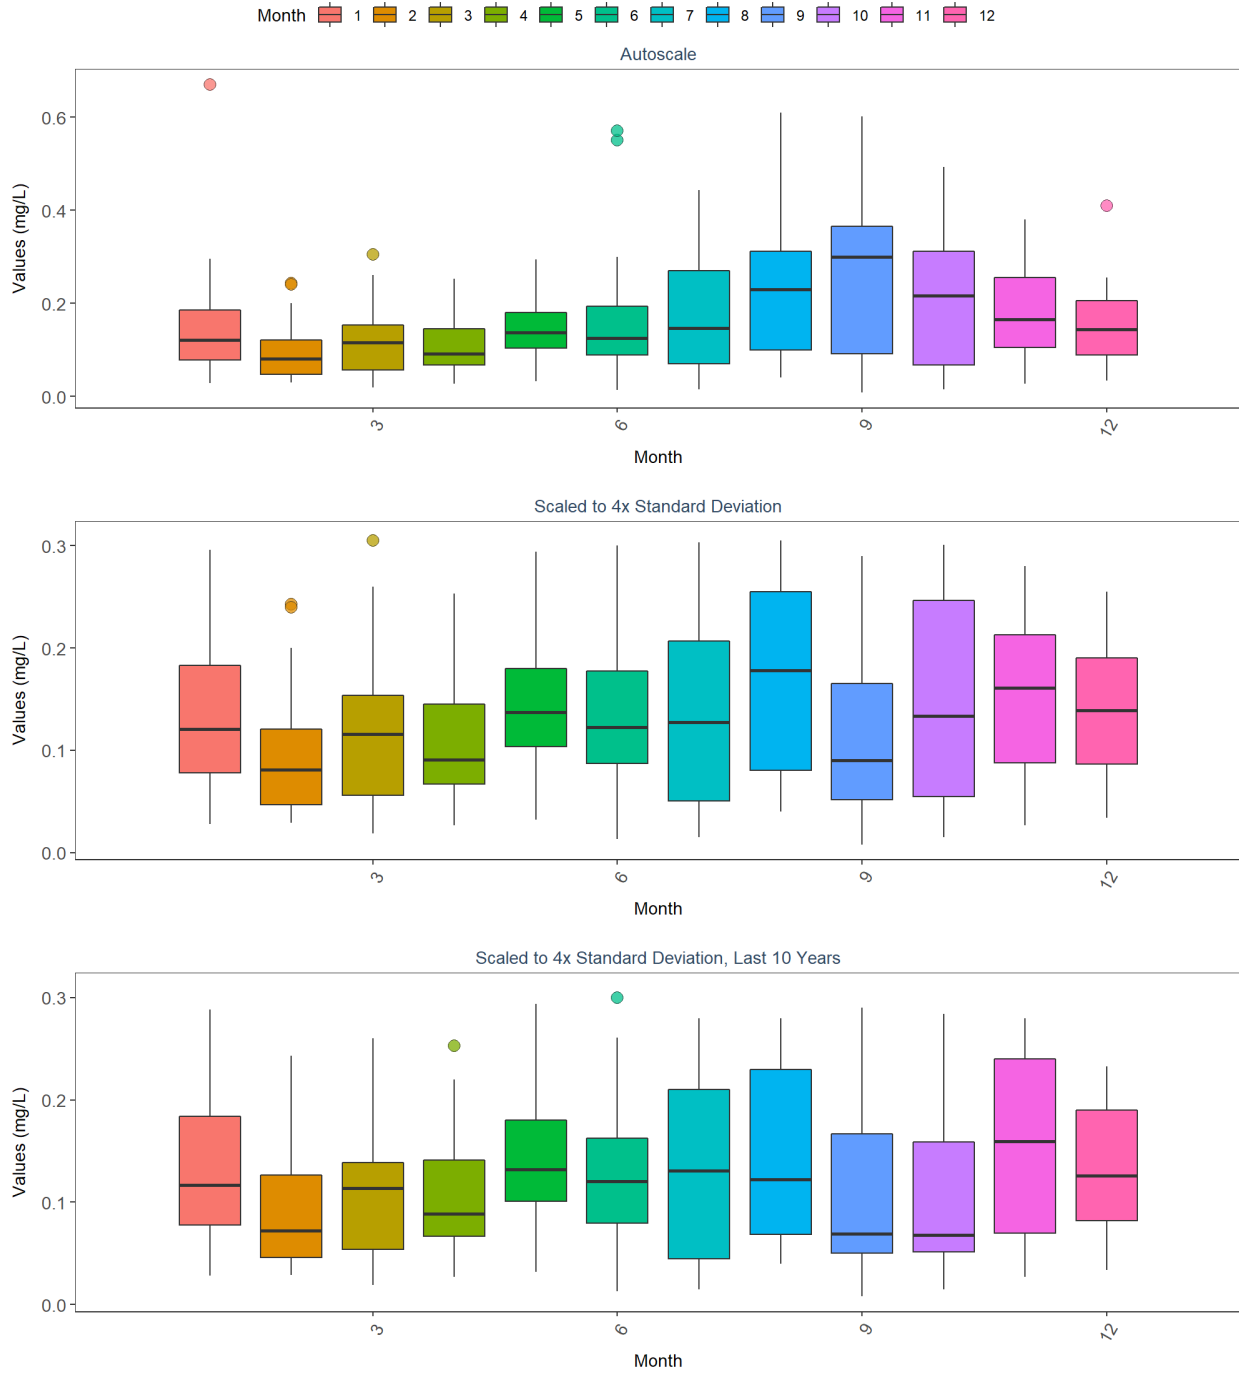 Month 1 2 3 4 5 6 7 8 9 10 11 12
Autoscale
Values (mg/L)
0.6
0.4
0.2
0.0
3 6 9 12
Month
Scaled to 4x Standard Deviation
Values (mg/L)
0.3
0.2
0.1
0.0
3 6 9 12
Month
Scaled to 4x Standard Deviation, Last 10 Years
Values (mg/L)
0.3
0.2
0.1
0.0
3 6 9 12
Month